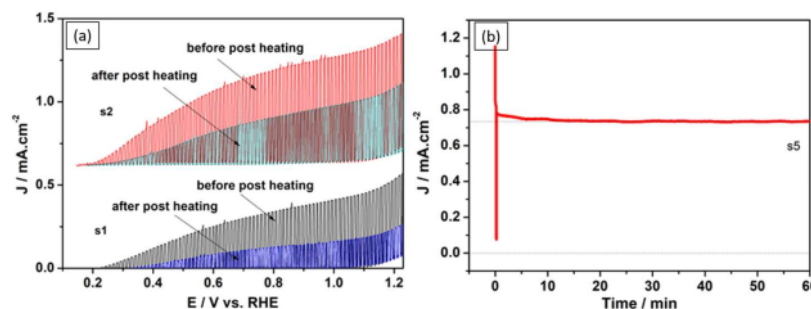 (a)
before post heating
after post heating
s2
before post heating
after post heating
s1
J / mA.cm-2
1.5
1.0
0.5
0.0
0.2 0.4 0.6 0.8 1.0 1.2
E / V vs. RHE
(b)
s5
J / mA.cm-2
1.2
1.0
0.8
0.6
0.4
0.2
0.0
0 10 20 30 40 50 60
Time / min